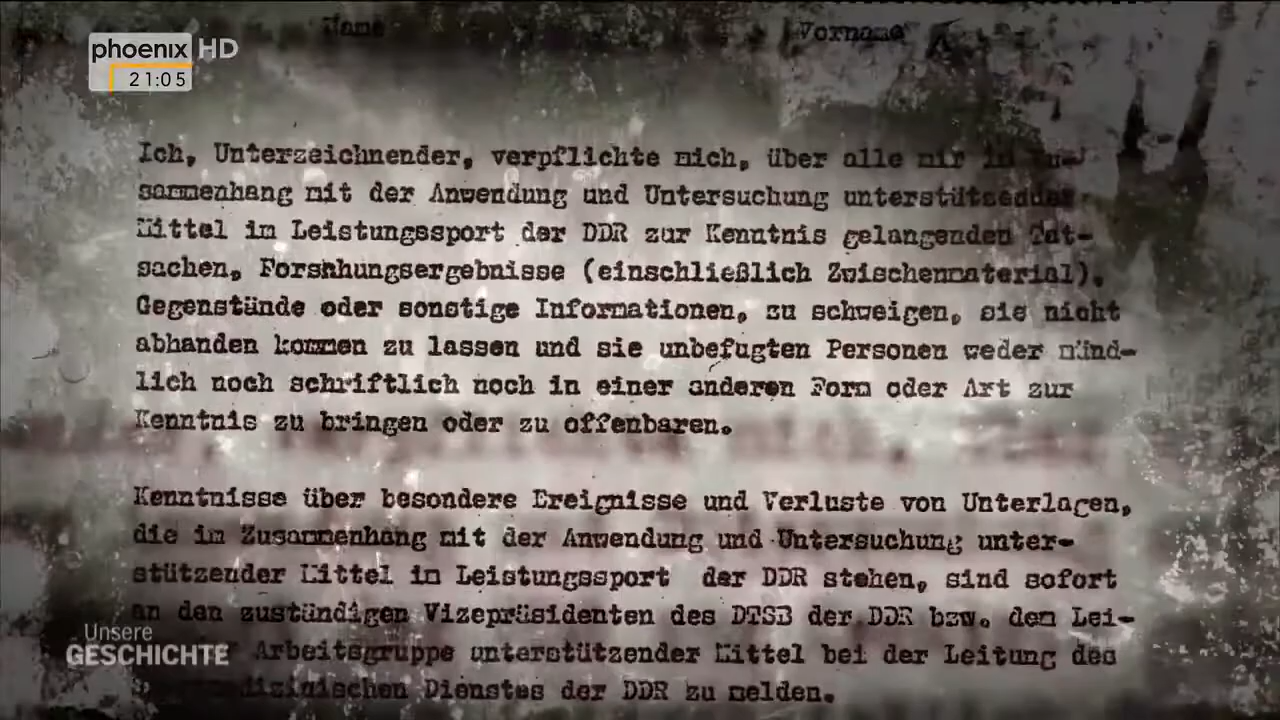 Name Vorname
phoenix HD
21:05
Ich, Unterzeichnender, verpflichte mich, über alle mir in Zu-
sammenhang mit der Anwendung und Untersuchung unterstützender
Mittel im Leistungssport der DDR zur Kenntnis gelangenden Tat-
sachen, Forshhungsergebnisse (einschließlich Zwischenmaterial),
Gegenstände oder sonstige Informationen, zu schweigen, sie nicht
abhanden kommen zu lassen und sie unbefugten Personen weder münd-
lich noch schriftlich noch in einer anderen Form oder Art zur
Kenntnis zu bringen oder zu offenbaren.
Kenntnisse über besondere Ereignisse und Verluste von Unterlagen,
die im Zusammenhang mit der Anwendung und Untersuchung unter-
stützender Mittel im Leistungssport der DDR stehen, sind sofort
an den zuständigen Vizepräsidenten des DTSB der DDR bzw. dem Lei-
Arbeitsgruppe unterstützender Mittel bei der Leitung des
medizinischen Dienstes der DDR zu melden.
Unsere
GESCHICHTE